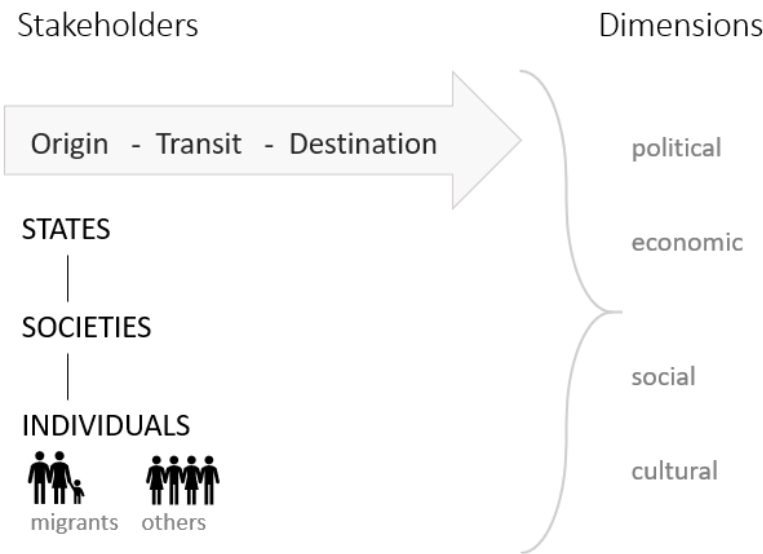 Stakeholders
Dimensions
Origin - Transit - Destination
political
STATES
economic
SOCIETIES
social
INDIVIDUALS
cultural
migrants others